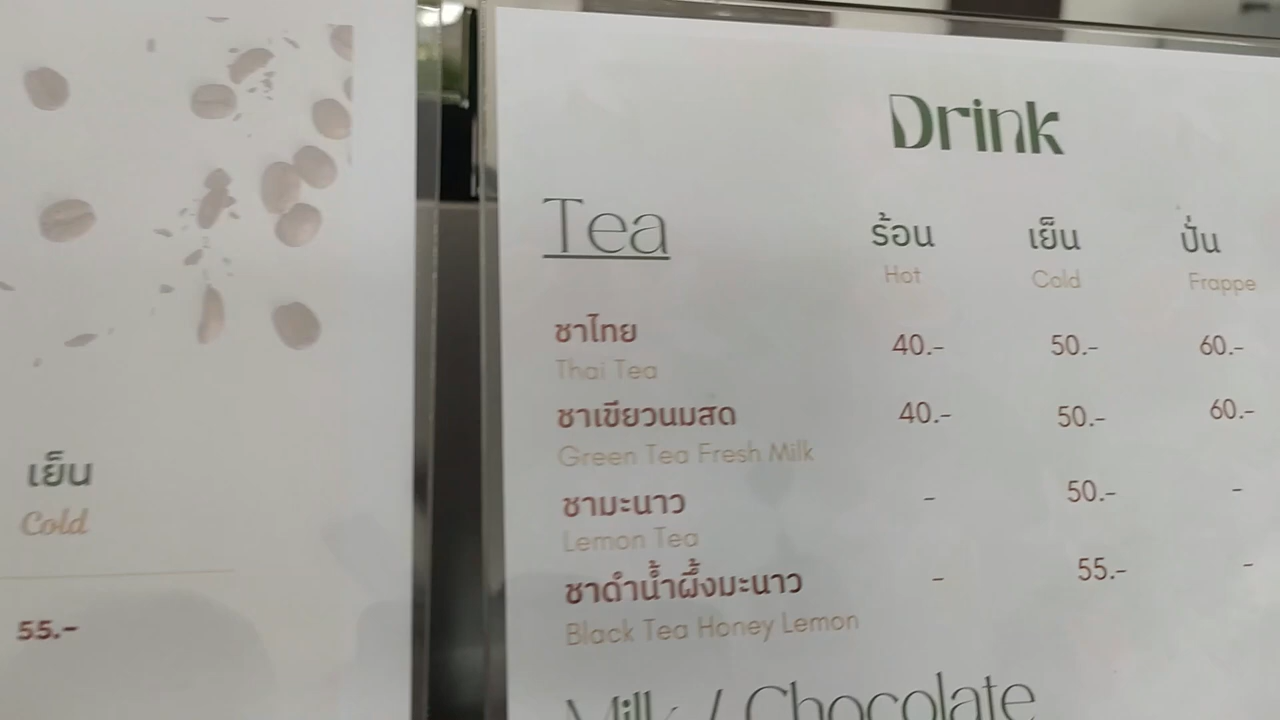 เย็น
Cold
55.-
Drink
Tea ร้อน เย็น ปั่น
Hot Cold Frappe
ชาไทย 40.- 50.- 60.-
Thai Tea
ชาเขียวนมสด 40.- 50.- 60.-
Green Tea Fresh Milk
ชามะนาว - 50.- -
Lemon Tea
ชาดำน้ำผึ้งมะนาว - 55.- -
Black Tea Honey Lemon
Milk / Chocolate